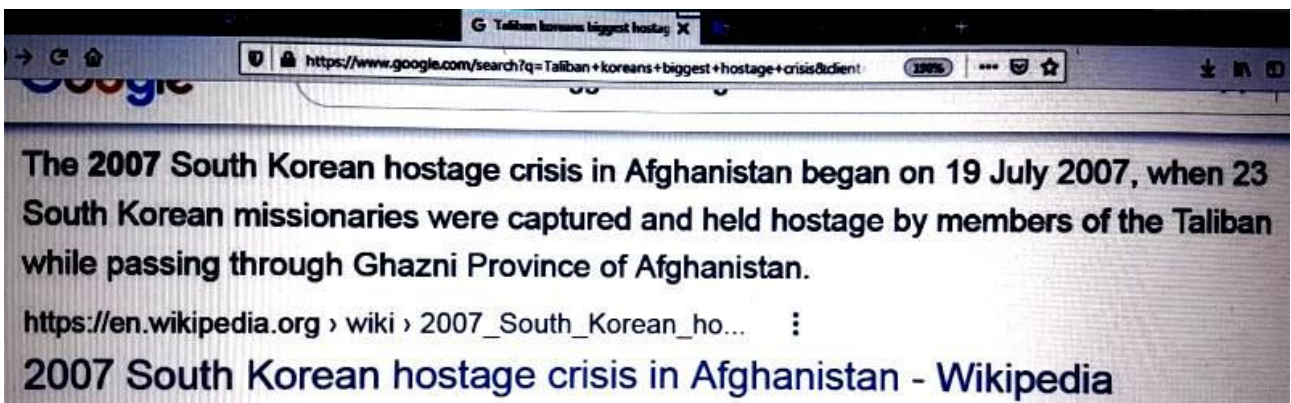 G Taliban koreans biggest hostag X
https://www.google.com/search?q=Taliban+koreans+biggest+hostage+crisis&client
Google
The 2007 South Korean hostage crisis in Afghanistan began on 19 July 2007, when 23
South Korean missionaries were captured and held hostage by members of the Taliban
while passing through Ghazni Province of Afghanistan.
https://en.wikipedia.org › wiki › 2007_South_Korean_ho...
2007 South Korean hostage crisis in Afghanistan - Wikipedia